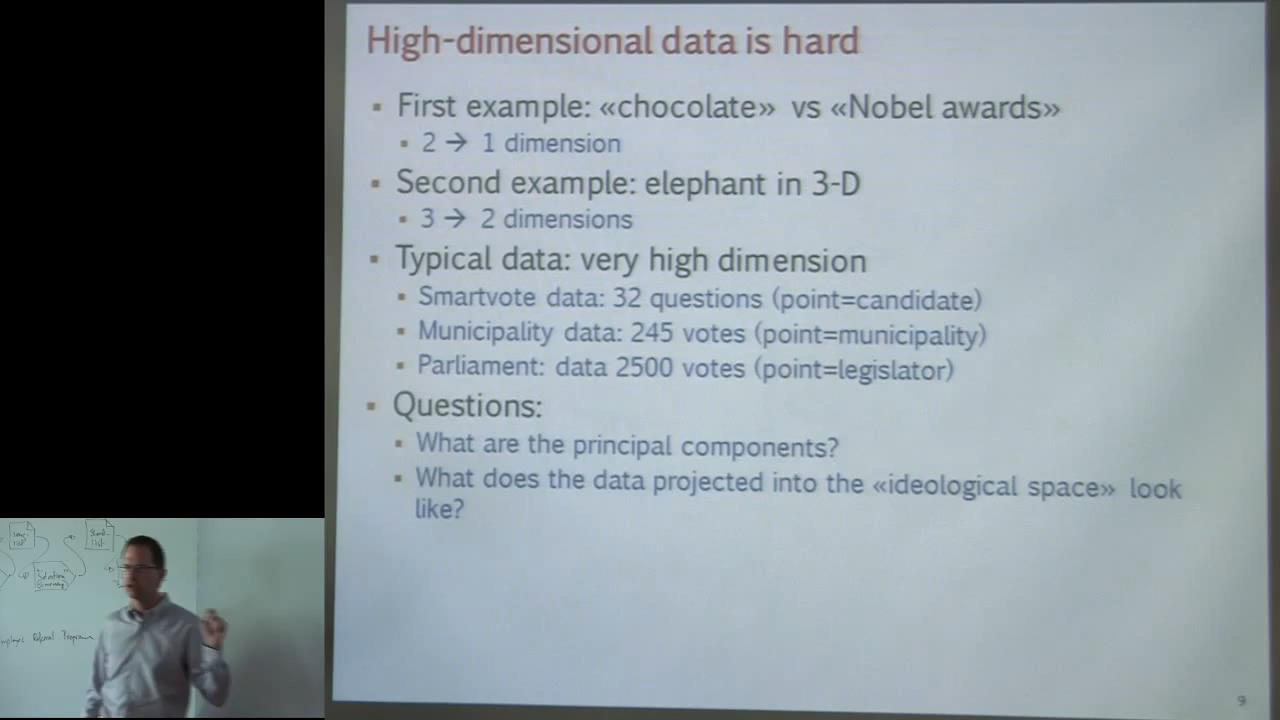 High-dimensional data is hard
▪ First example: «chocolate» vs «Nobel awards»
▪ 2 → 1 dimension
▪ Second example: elephant in 3-D
▪ 3 → 2 dimensions
▪ Typical data: very high dimension
▪ Smartvote data: 32 questions (point=candidate)
▪ Municipality data: 245 votes (point=municipality)
▪ Parliament: data 2500 votes (point=legislator)
▪ Questions:
▪ What are the principal components?
▪ What does the data projected into the «ideological space» look
like?
9
Referral Program